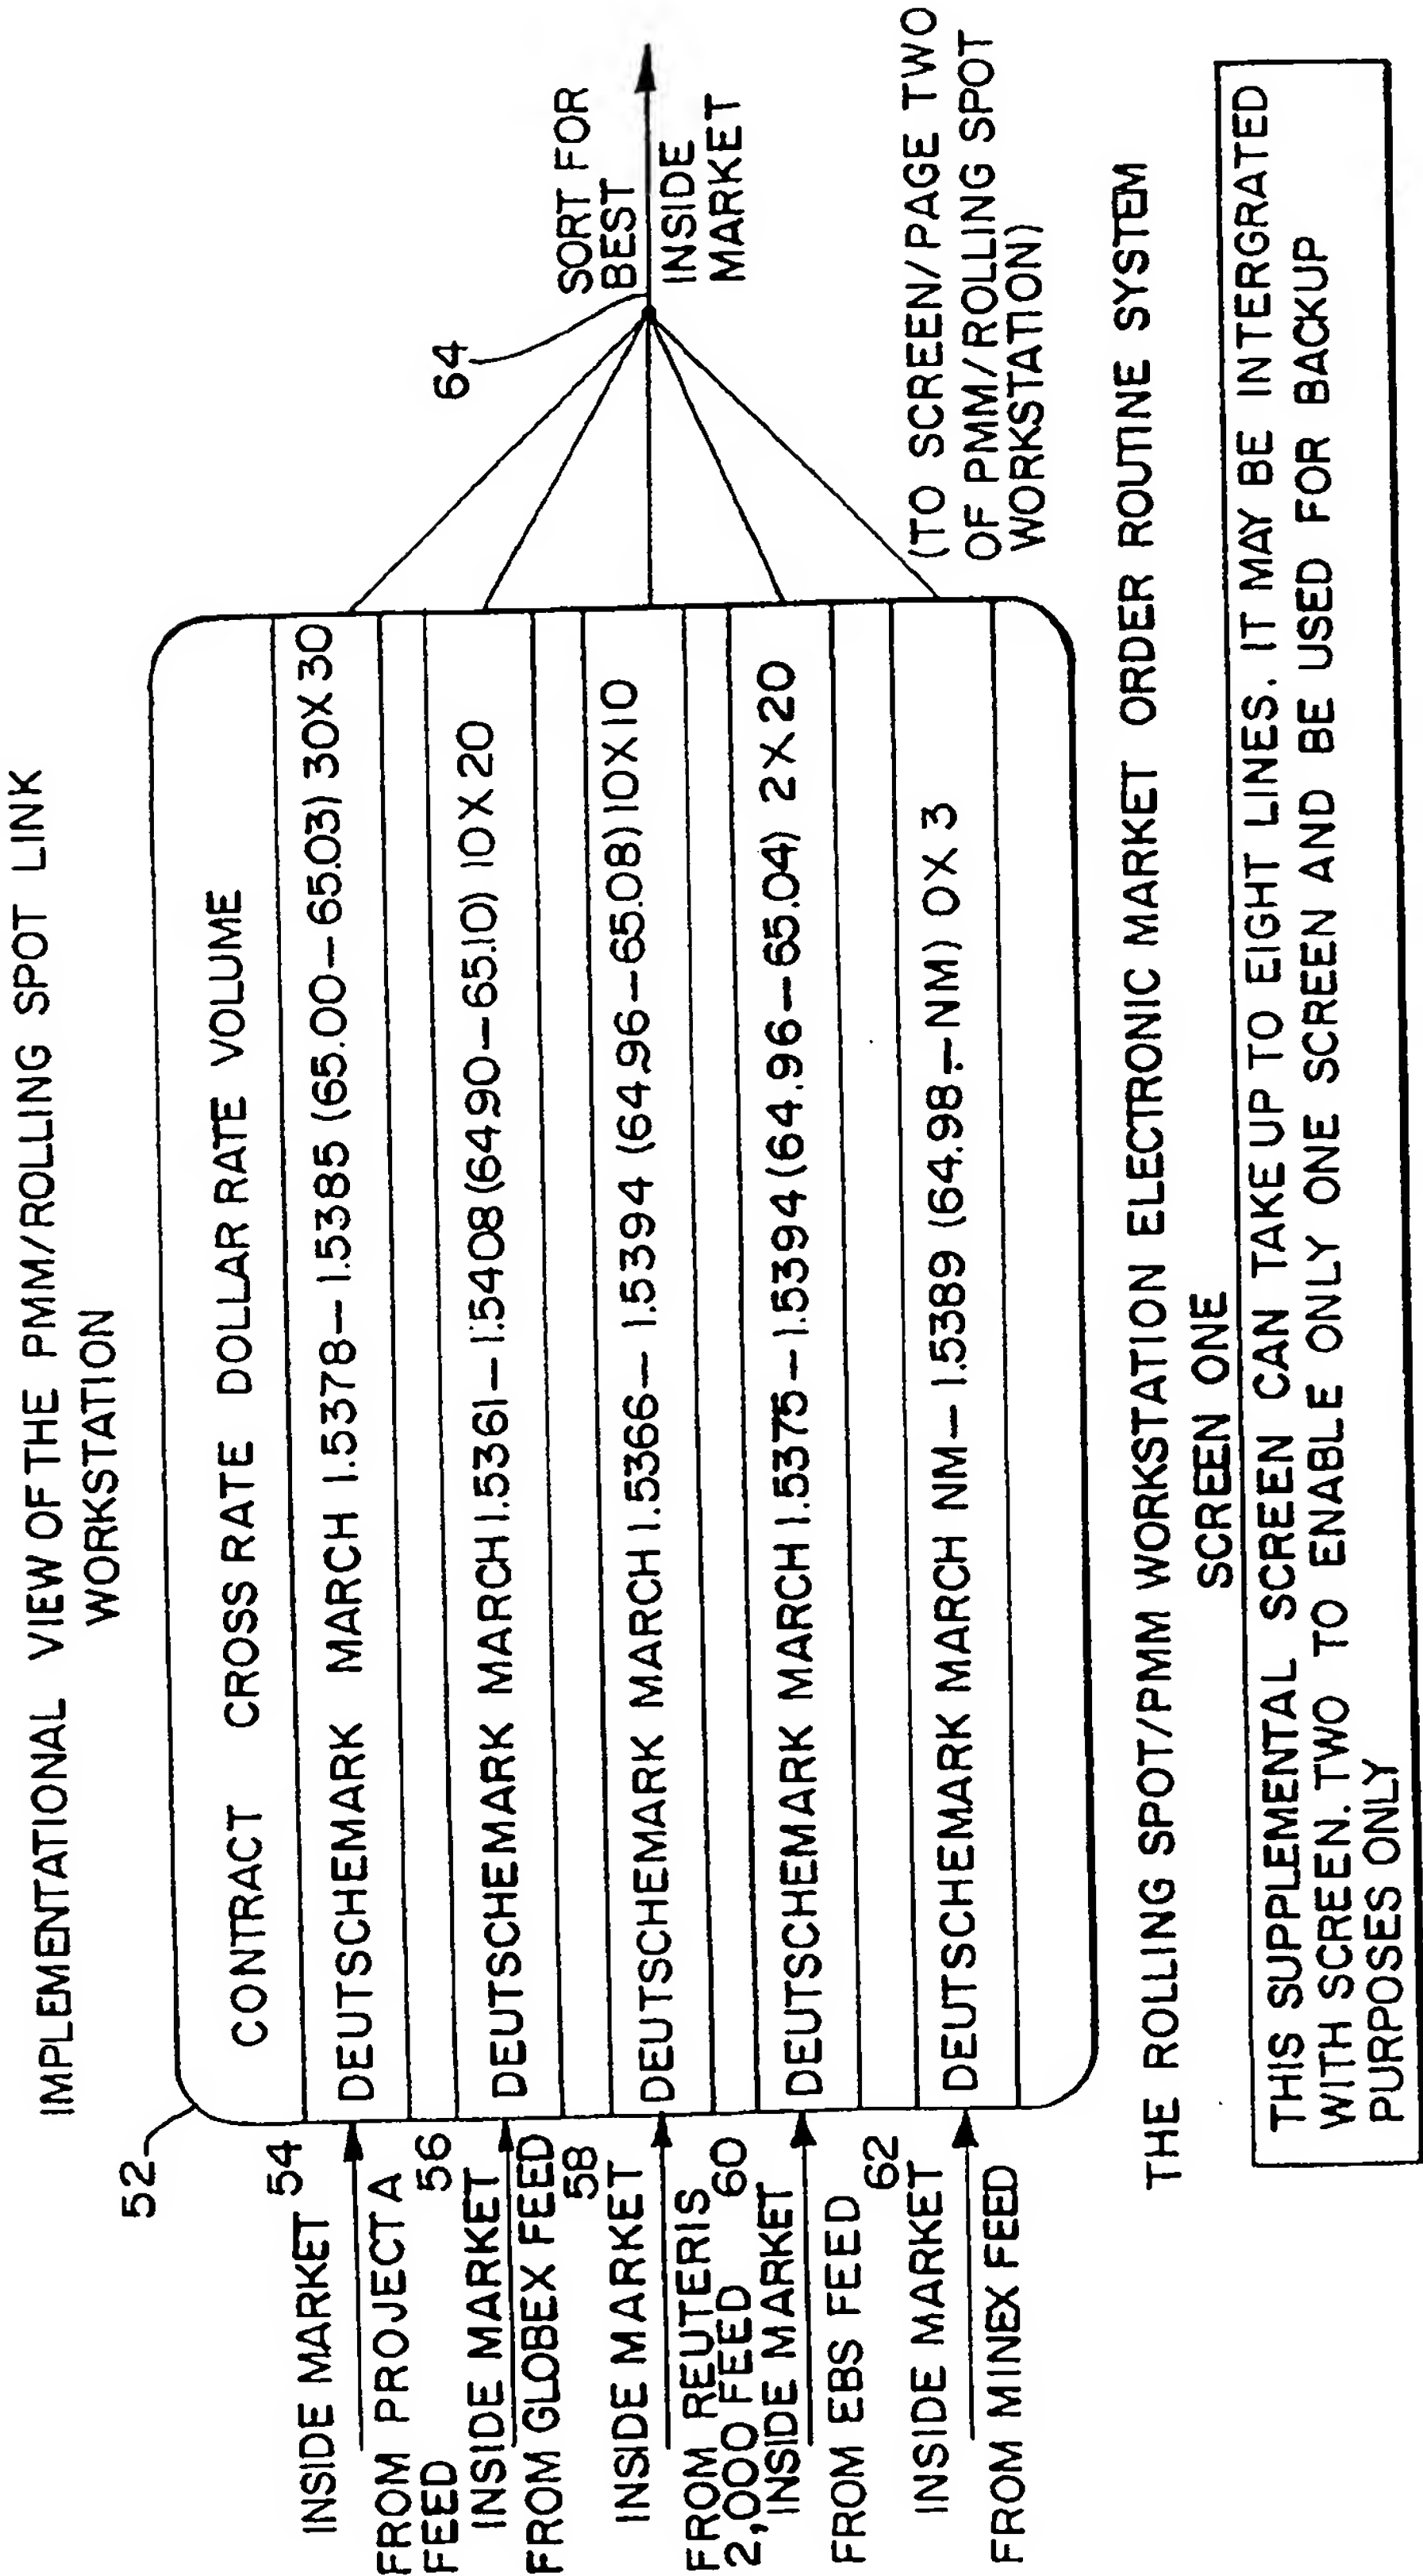 IMPLEMENTATIONAL VIEW OF THE PMM/ROLLING SPOT LINK
WORKSTATION
52
CONTRACT CROSS RATE DOLLAR RATE VOLUME
54
INSIDE MARKET
FROM PROJECT A
FEED
DEUTSCHEMARK MARCH 1.5378–1.5385 (65.00–65.03) 30X30
56
INSIDE MARKET
FROM GLOBEX FEED
DEUTSCHEMARK MARCH 1.5361–1.5408 (64.90–65.10) 10X20
58
INSIDE MARKET
FROM REUTERIS
2,000 FEED
DEUTSCHEMARK MARCH 1.5366–1.5394 (64.96–65.08) 10X10
60
INSIDE MARKET
FROM EBS FEED
DEUTSCHEMARK MARCH 1.5375–1.5394 (64.96–65.04) 2X20
62
INSIDE MARKET
FROM MINEX FEED
DEUTSCHEMARK MARCH NM–1.5389 (64.98–NM) 0X3
64
SORT FOR
BEST
INSIDE
MARKET
(TO SCREEN/PAGE TWO
OF PMM/ROLLING SPOT
WORKSTATION)
THE ROLLING SPOT/PMM WORKSTATION ELECTRONIC MARKET ORDER ROUTINE SYSTEM
SCREEN ONE
THIS SUPPLEMENTAL SCREEN CAN TAKE UP TO EIGHT LINES. IT MAY BE INTERGRATED
WITH SCREEN. TWO TO ENABLE ONLY ONE SCREEN AND BE USED FOR BACKUP
PURPOSES ONLY